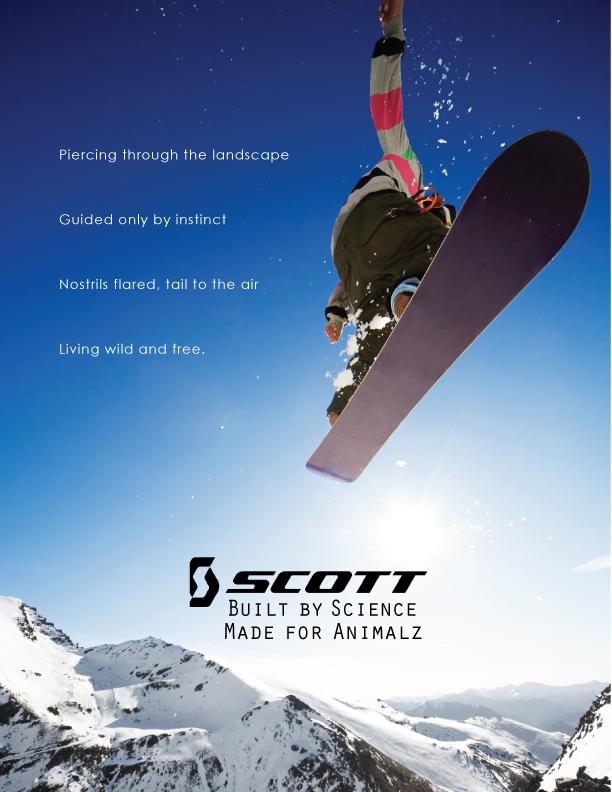 Piercing through the landscape
Guided only by instinct
Nostrils flared, tail to the air
Living wild and free.
SCOTT
Built by Science
Made for Animalz